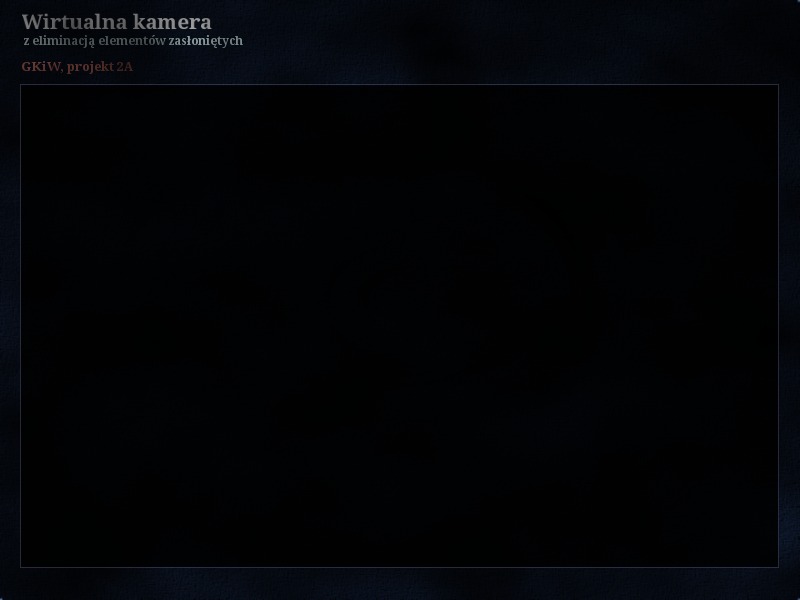 Wirtualna kamera
z eliminacją elementów zasłoniętych
GKiW, projekt 2A